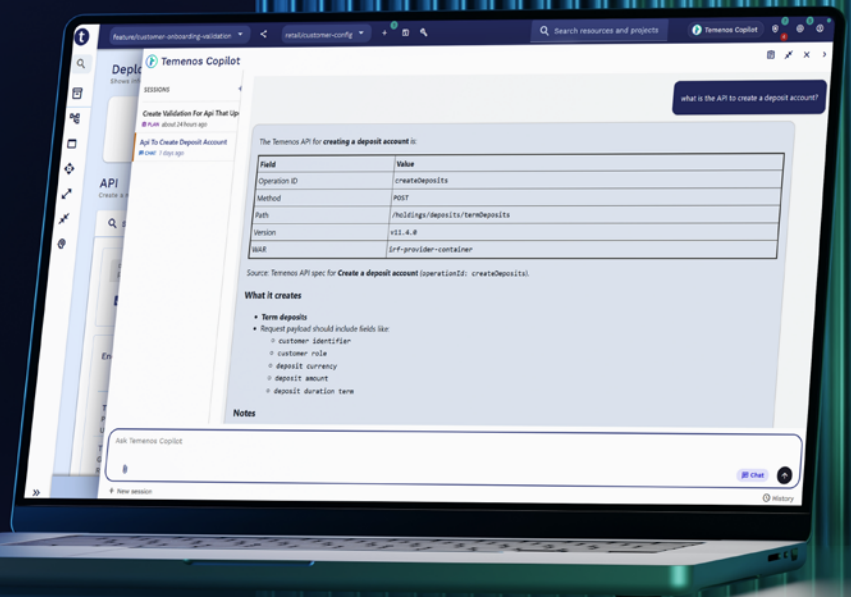 t
feature/customer-onboarding-validation
retail/customer-config
Search resources and projects
Temenos Copilot
Deplo
Shows inf
Temenos Copilot
SESSIONS
Create Validation For Api That Up
PLAN about 24 hours ago
Api To Create Deposit Account
CHAT 7 days ago
API
Create a n
what is the API to create a deposit account?
The Temenos API for creating a deposit account is:
Field Value
Operation ID createDeposits
Method POST
Path /holdings/deposits/termDeposits
Version v11.4.0
WAR irf-provider-container
Source: Temenos API spec for Create a deposit account (operationId: createDeposits).
What it creates
• Term deposits
• Request payload should include fields like:
customer identifier
customer role
deposit currency
deposit amount
deposit duration term
Notes
En
Ask Temenos Copilot
Chat
+ New session
History